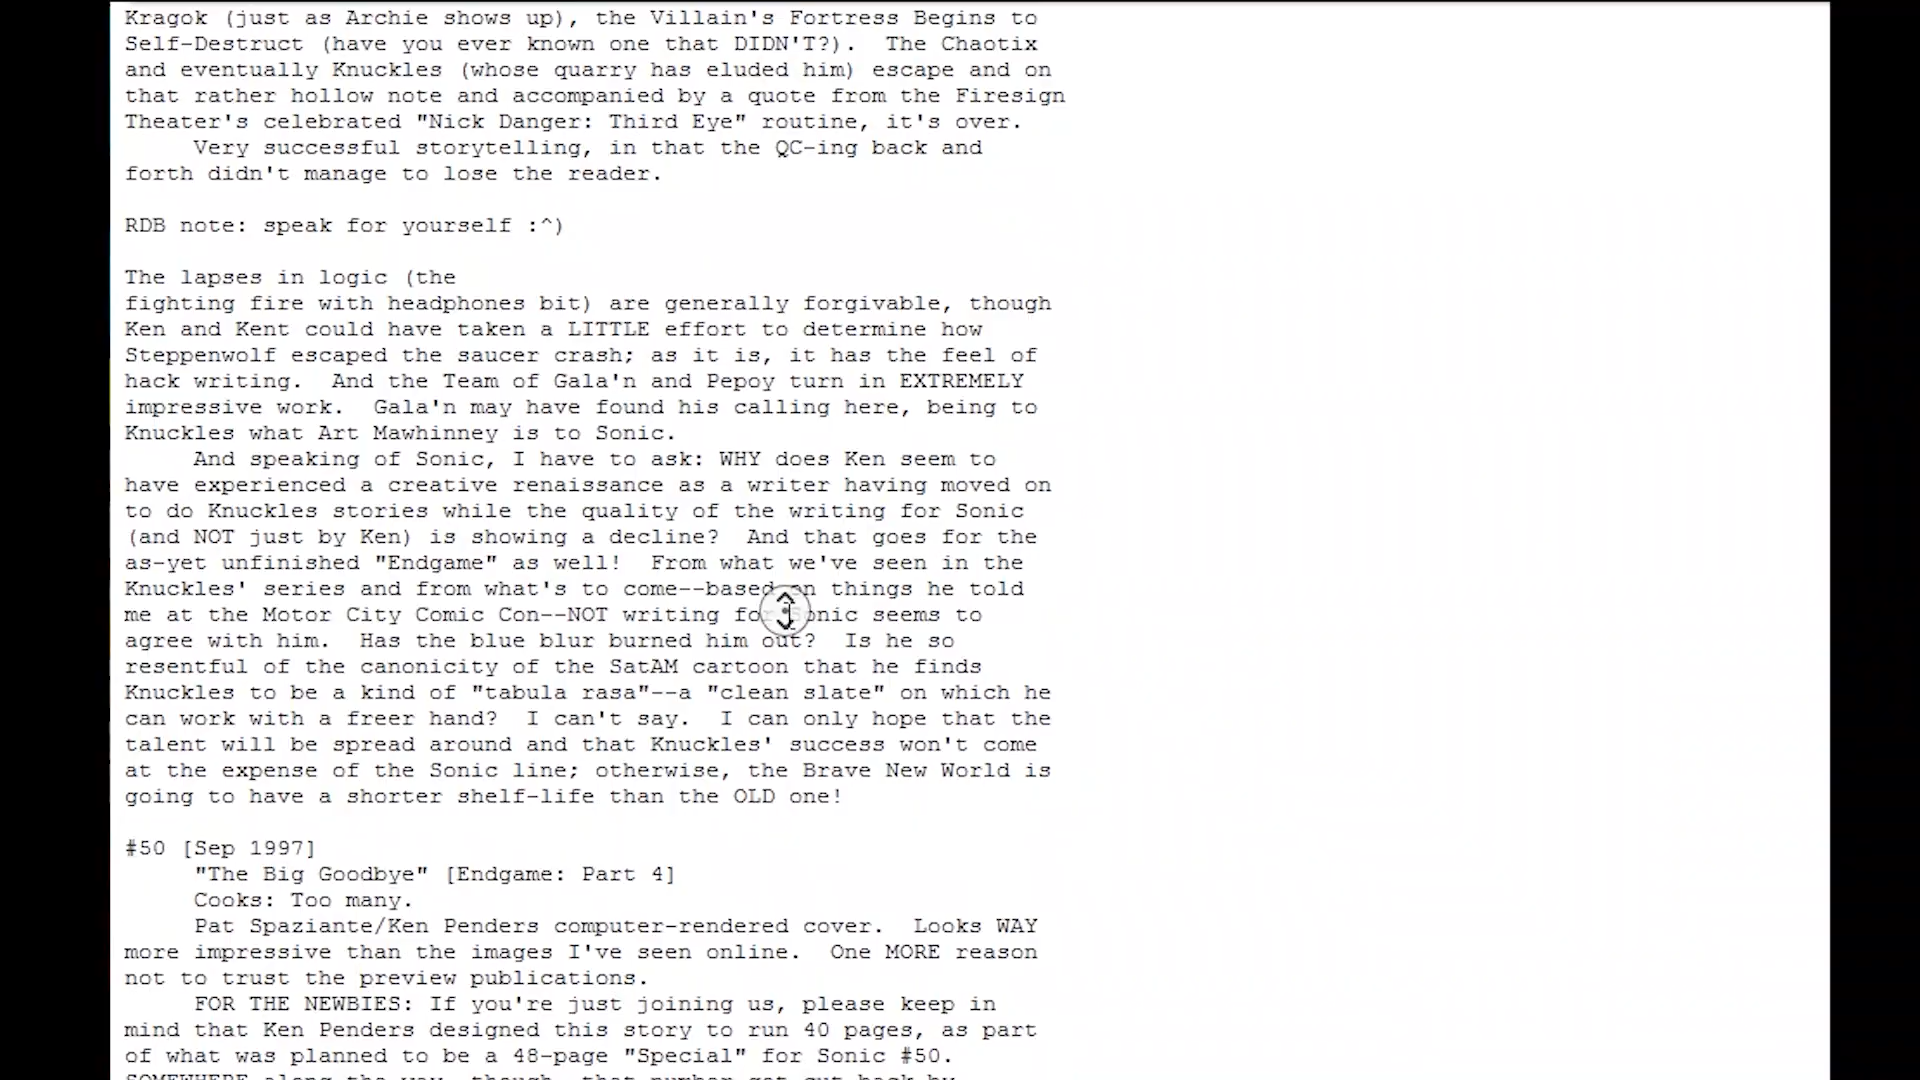 Kragok (just as Archie shows up), the Villain's Fortress Begins to
Self-Destruct (have you ever known one that DIDN'T?).  The Chaotix
and eventually Knuckles (whose quarry has eluded him) escape and on
that rather hollow note and accompanied by a quote from the Firesign
Theater's celebrated "Nick Danger: Third Eye" routine, it's over.
     Very successful storytelling, in that the QC-ing back and
forth didn't manage to lose the reader.

RDB note: speak for yourself :^)

The lapses in logic (the
fighting fire with headphones bit) are generally forgivable, though
Ken and Kent could have taken a LITTLE effort to determine how
Steppenwolf escaped the saucer crash; as it is, it has the feel of
hack writing.  And the Team of Gala'n and Pepoy turn in EXTREMELY
impressive work.  Gala'n may have found his calling here, being to
Knuckles what Art Mawhinney is to Sonic.
     And speaking of Sonic, I have to ask: WHY does Ken seem to
have experienced a creative renaissance as a writer having moved on
to do Knuckles stories while the quality of the writing for Sonic
(and NOT just by Ken) is showing a decline?  And that goes for the
as-yet unfinished "Endgame" as well!  From what we've seen in the
Knuckles' series and from what's to come--based on things he told
me at the Motor City Comic Con--NOT writing for Sonic seems to
agree with him.  Has the blue blur burned him out?  Is he so
resentful of the canonicity of the SatAM cartoon that he finds
Knuckles to be a kind of "tabula rasa"--a "clean slate" on which he
can work with a freer hand?  I can't say.  I can only hope that the
talent will be spread around and that Knuckles' success won't come
at the expense of the Sonic line; otherwise, the Brave New World is
going to have a shorter shelf-life than the OLD one!

#50 [Sep 1997]
     "The Big Goodbye" [Endgame: Part 4]
     Cooks: Too many.
     Pat Spaziante/Ken Penders computer-rendered cover.  Looks WAY
more impressive than the images I've seen online.  One MORE reason
not to trust the preview publications.
     FOR THE NEWBIES: If you're just joining us, please keep in
mind that Ken Penders designed this story to run 40 pages, as part
of what was planned to be a 48-page "Special" for Sonic #50.
SOMEWHERE along the way, though, that number got cut back by